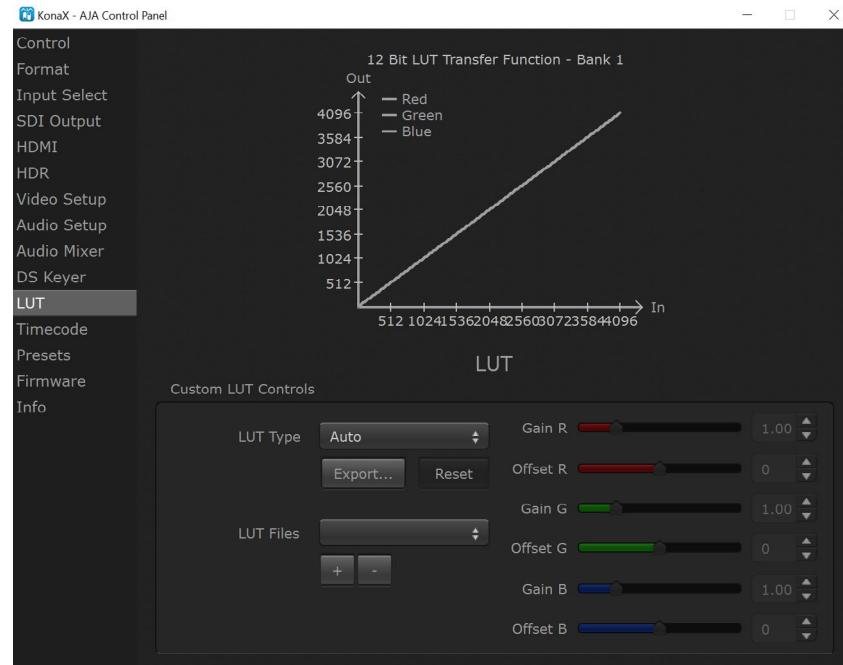 KonaX - AJA Control Panel
Control
Format
Input Select
SDI Output
HDMI
HDR
Video Setup
Audio Setup
Audio Mixer
DS Keyer
LUT
Timecode
Presets
Firmware
Info
12 Bit LUT Transfer Function - Bank 1
Out
Red
Green
Blue
4096
3584
3072
2560
2048
1536
1024
512
In
512 1024 1536 2048 2560 3072 3584 4096
LUT
Custom LUT Controls
LUT Type Auto
Export... Reset
LUT Files
+ -
Gain R 1.00
Offset R 0
Gain G 1.00
Offset G 0
Gain B 1.00
Offset B 0